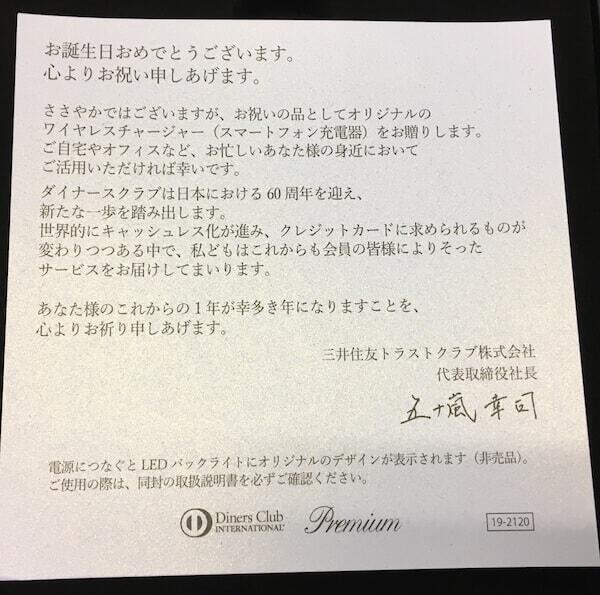 お誕生日おめでとうございます。
心よりお祝い申しあげます。
ささやかではございますが、お祝いの品としてオリジナルの
ワイヤレスチャージャー（スマートフォン充電器）をお贈りします。
ご自宅やオフィスなど、お忙しいあなた様の身近において
ご活用いただければ幸いです。
ダイナースクラブは日本における60周年を迎え、
新たな一歩を踏み出します。
世界的にキャッシュレス化が進み、クレジットカードに求められるものが
変わりつつある中で、私どもはこれからも会員の皆様によりそった
サービスをお届けしてまいります。
あなた様のこれからの1年が幸多き年になりますことを、
心よりお祈り申しあげます。
三井住友トラストクラブ株式会社
代表取締役社長
五十嵐幸司
電源につなぐとLEDバックライトにオリジナルのデザインが表示されます（非売品）。
ご使用の際は、同封の取扱説明書を必ずご確認ください。
Diners Club
INTERNATIONAL
Premium
19-2120